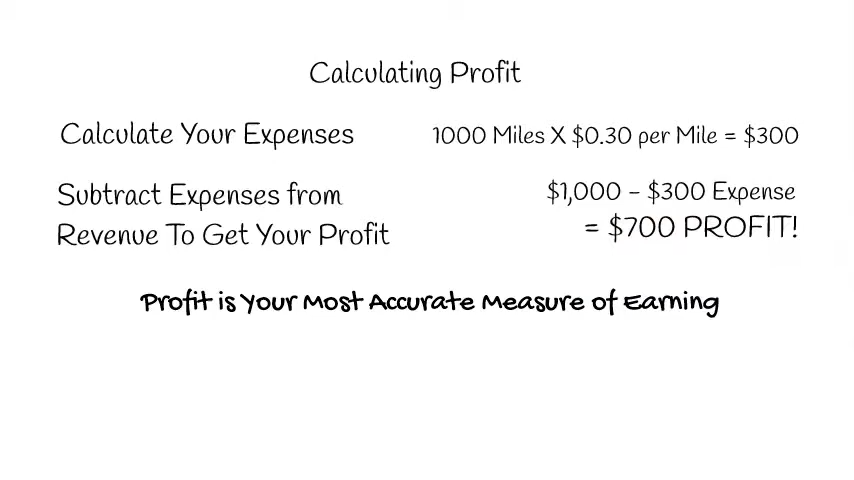 Calculating Profit
Calculate Your Expenses
1000 Miles X $0.30 per Mile = $300
Subtract Expenses from
Revenue To Get Your Profit
$1,000 - $300 Expense
= $700 PROFIT!
Profit is Your Most Accurate Measure of Earning